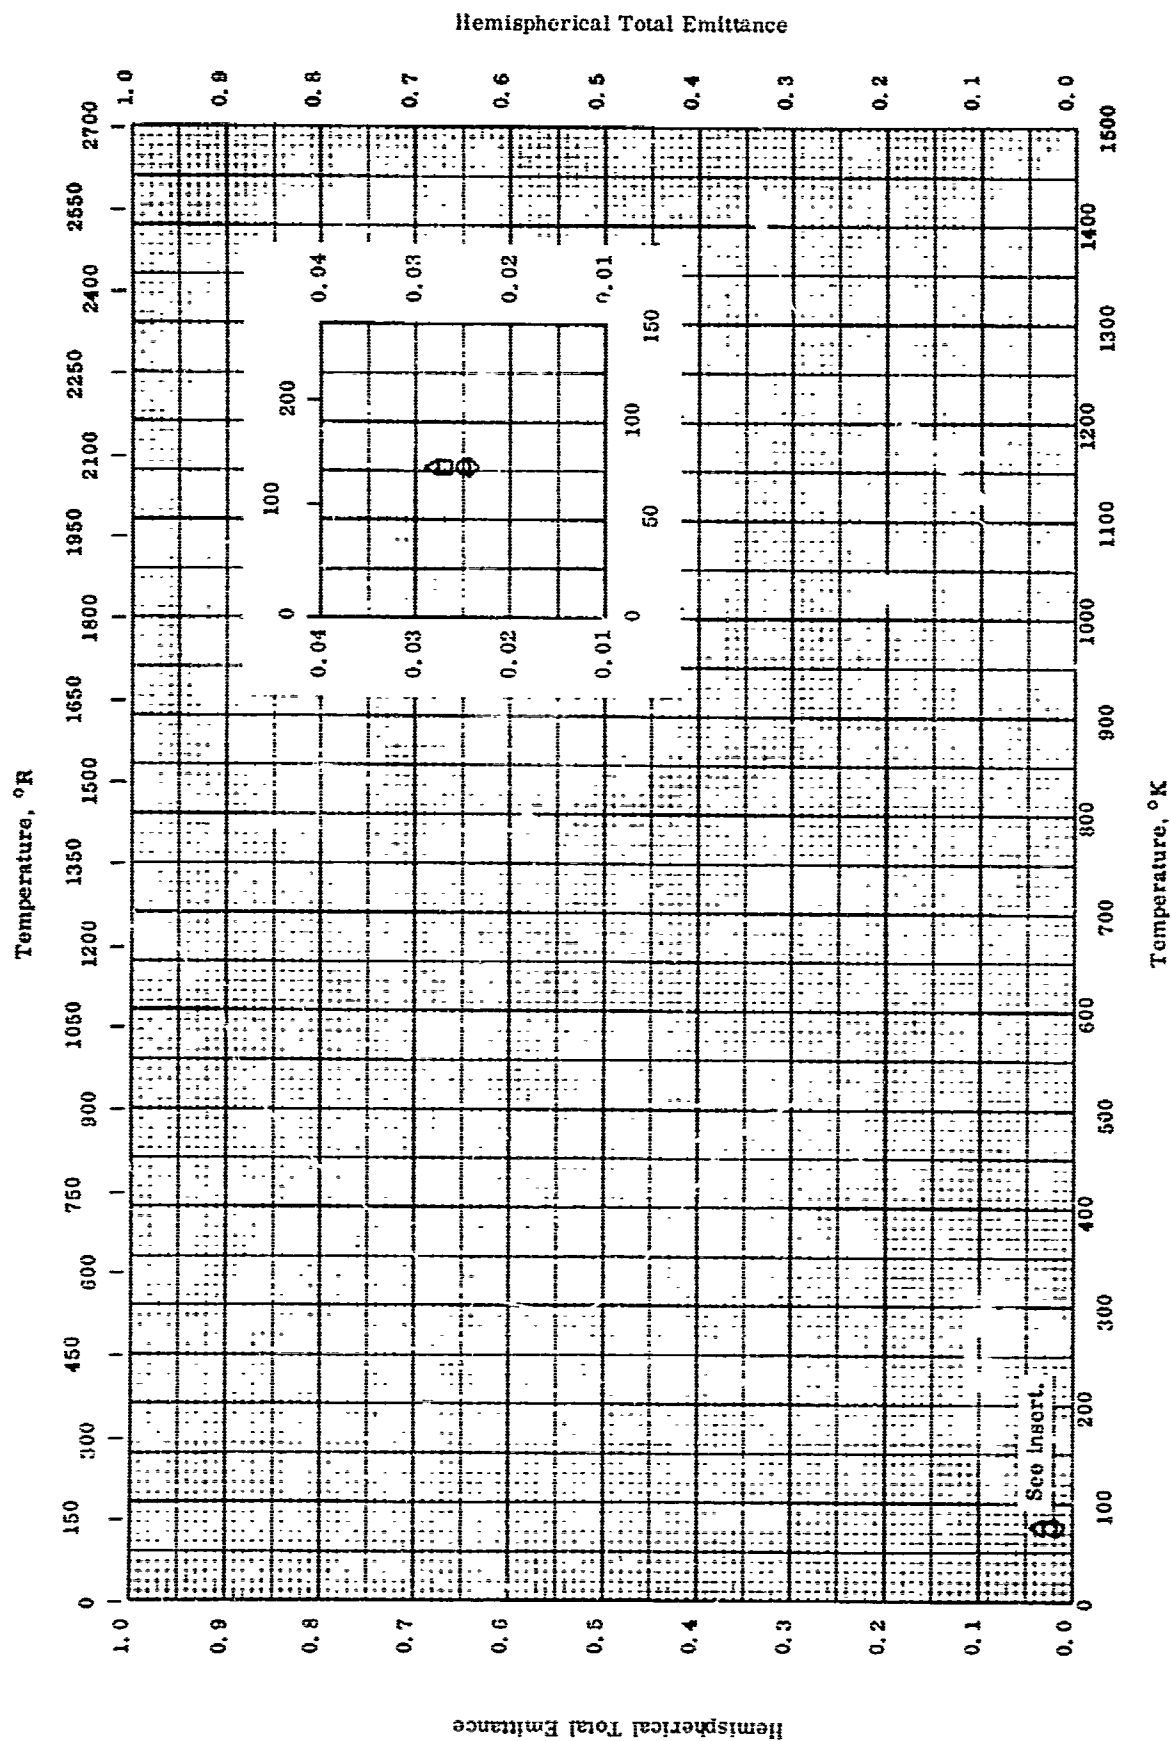 Temperature, °R
0 150 300 450 600 750 900 1050 1200 1350 1500 1650 1800 1950 2100 2250 2400 2550 2700
Hemispherical Total Emittance
1.0 1.0
0.9 0.9
0.8 0.8
0.7 0.7
0.6 0.6
0.5 0.5
0.4 0.4
0.3 0.3
0.2 0.2
0.1 0.1
0.0 0.0
Hemispherical Total Emittance
0 100 200
0.04 0.04
0.03 0.03
0.02 0.02
0.01 0.01
0 50 100 150
See Insert.
0 100 200 300 400 500 600 700 800 900 1000 1100 1200 1300 1400 1500
Temperature, °K